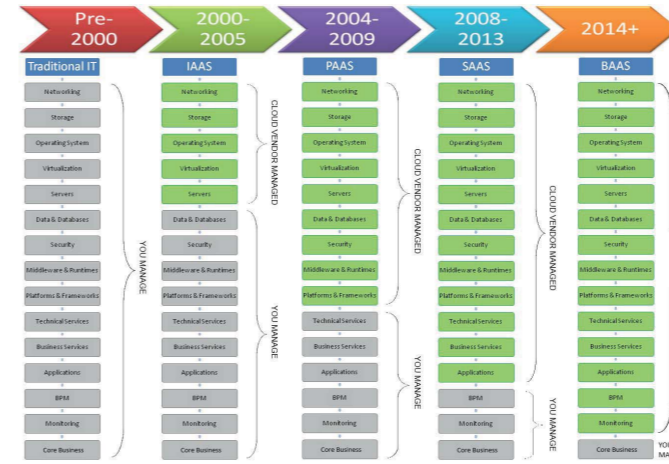 Pre-
2000
2000-
2005
2004-
2009
2008-
2013
2014+
Traditional IT
IAAS
PAAS
SAAS
BAAS
Networking
Networking
Networking
Networking
Networking
Storage
Storage
Storage
Storage
Storage
Operating System
Operating System
Operating System
Operating System
Operating System
Virtualization
Virtualization
Virtualization
Virtualization
Virtualization
Servers
Servers
Servers
Servers
Servers
Data & Databases
Data & Databases
Data & Databases
Data & Databases
Data & Databases
Security
Security
Security
Security
Security
Middleware & Runtimes
Middleware & Runtimes
Middleware & Runtimes
Middleware & Runtimes
Middleware & Runtimes
Platforms & Frameworks
Platforms & Frameworks
Platforms & Frameworks
Platforms & Frameworks
Platforms & Frameworks
Technical Services
Technical Services
Technical Services
Technical Services
Technical Services
Business Services
Business Services
Business Services
Business Services
Business Services
Applications
Applications
Applications
Applications
Applications
BPM
BPM
BPM
BPM
BPM
Monitoring
Monitoring
Monitoring
Monitoring
Monitoring
Core Business
Core Business
Core Business
Core Business
Core Business
YOU MANAGE
CLOUD VENDOR MANAGED
YOU MANAGE
CLOUD VENDOR MANAGED
YOU MANAGE
CLOUD VENDOR MANAGED
YOU MANAGE